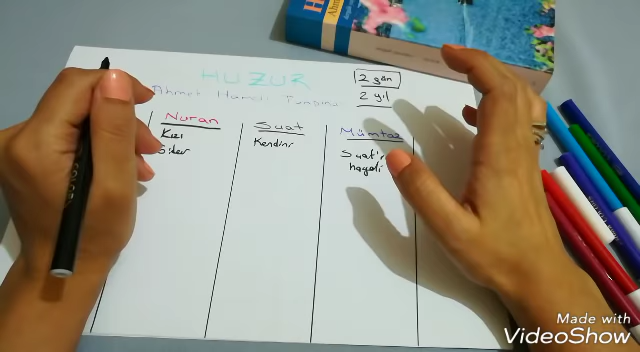 HUZUR
2 gün
2 yıl
Ahmet Hamdi Tanpınar
Nuran
Suat
Mümtaz
Kızı
Kendini
Suat'ın
hayali
Made with
VideoShow